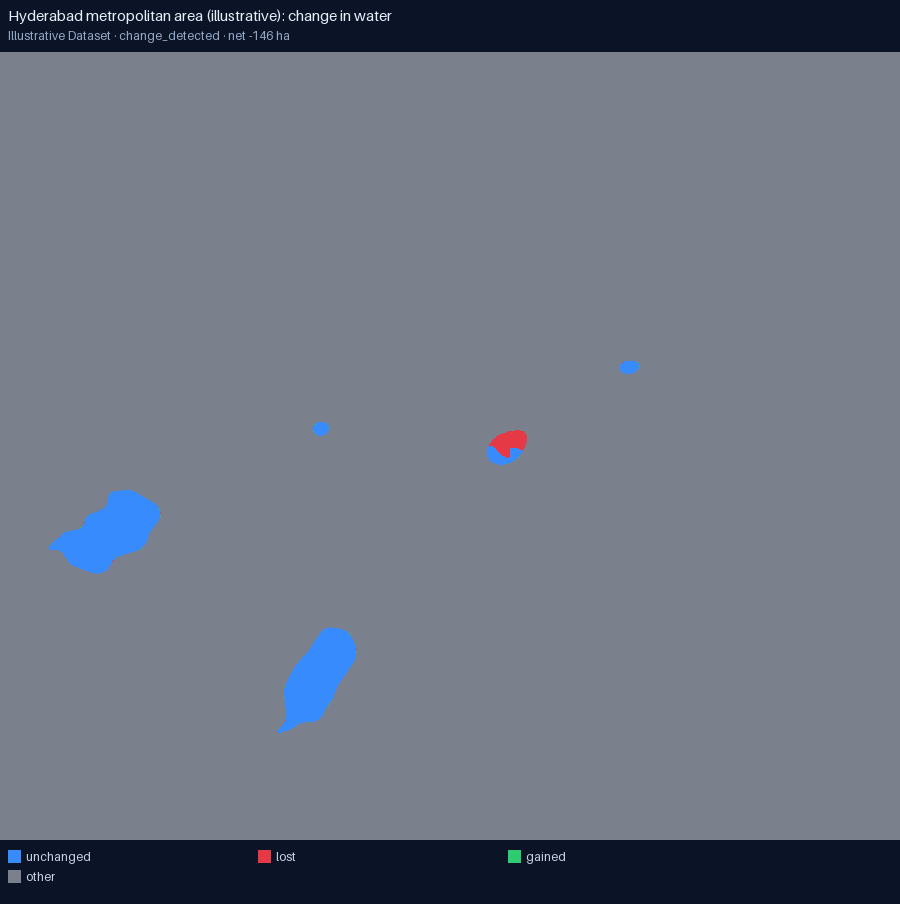 Hyderabad metropolitan area (illustrative): change in water
Illustrative Dataset · change_detected · net -146 ha
unchanged
lost
gained
other